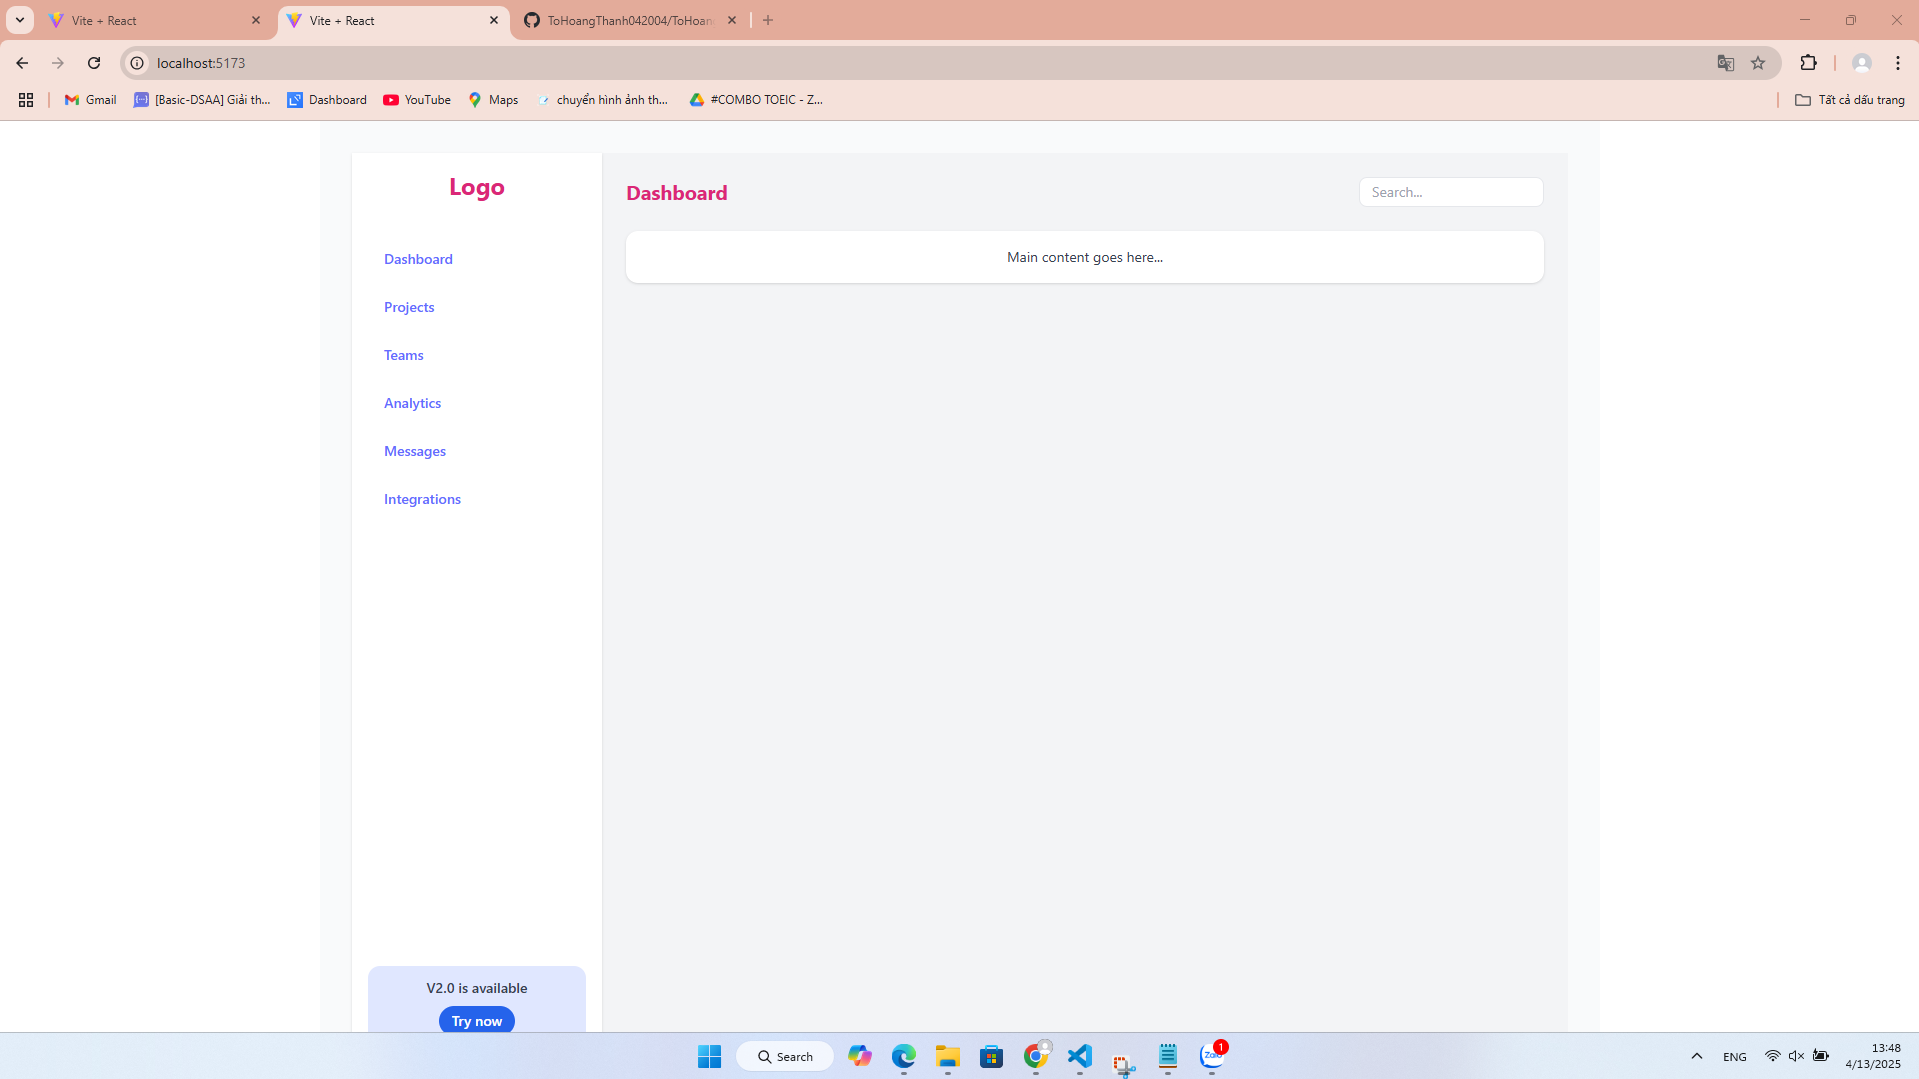 Vite + React
Vite + React
ToHoangThanh042004/ToHoan
localhost:5173
Gmail
[Basic-DSAA] Giải th...
Dashboard
YouTube
Maps
chuyển hình ảnh th...
#COMBO TOEIC - Z...
Tất cả dấu trang
Logo
Dashboard
Search...
Main content goes here...
Dashboard
Projects
Teams
Analytics
Messages
Integrations
V2.0 is available
Try now
Search
Zalo
1
ENG
13:48
4/13/2025